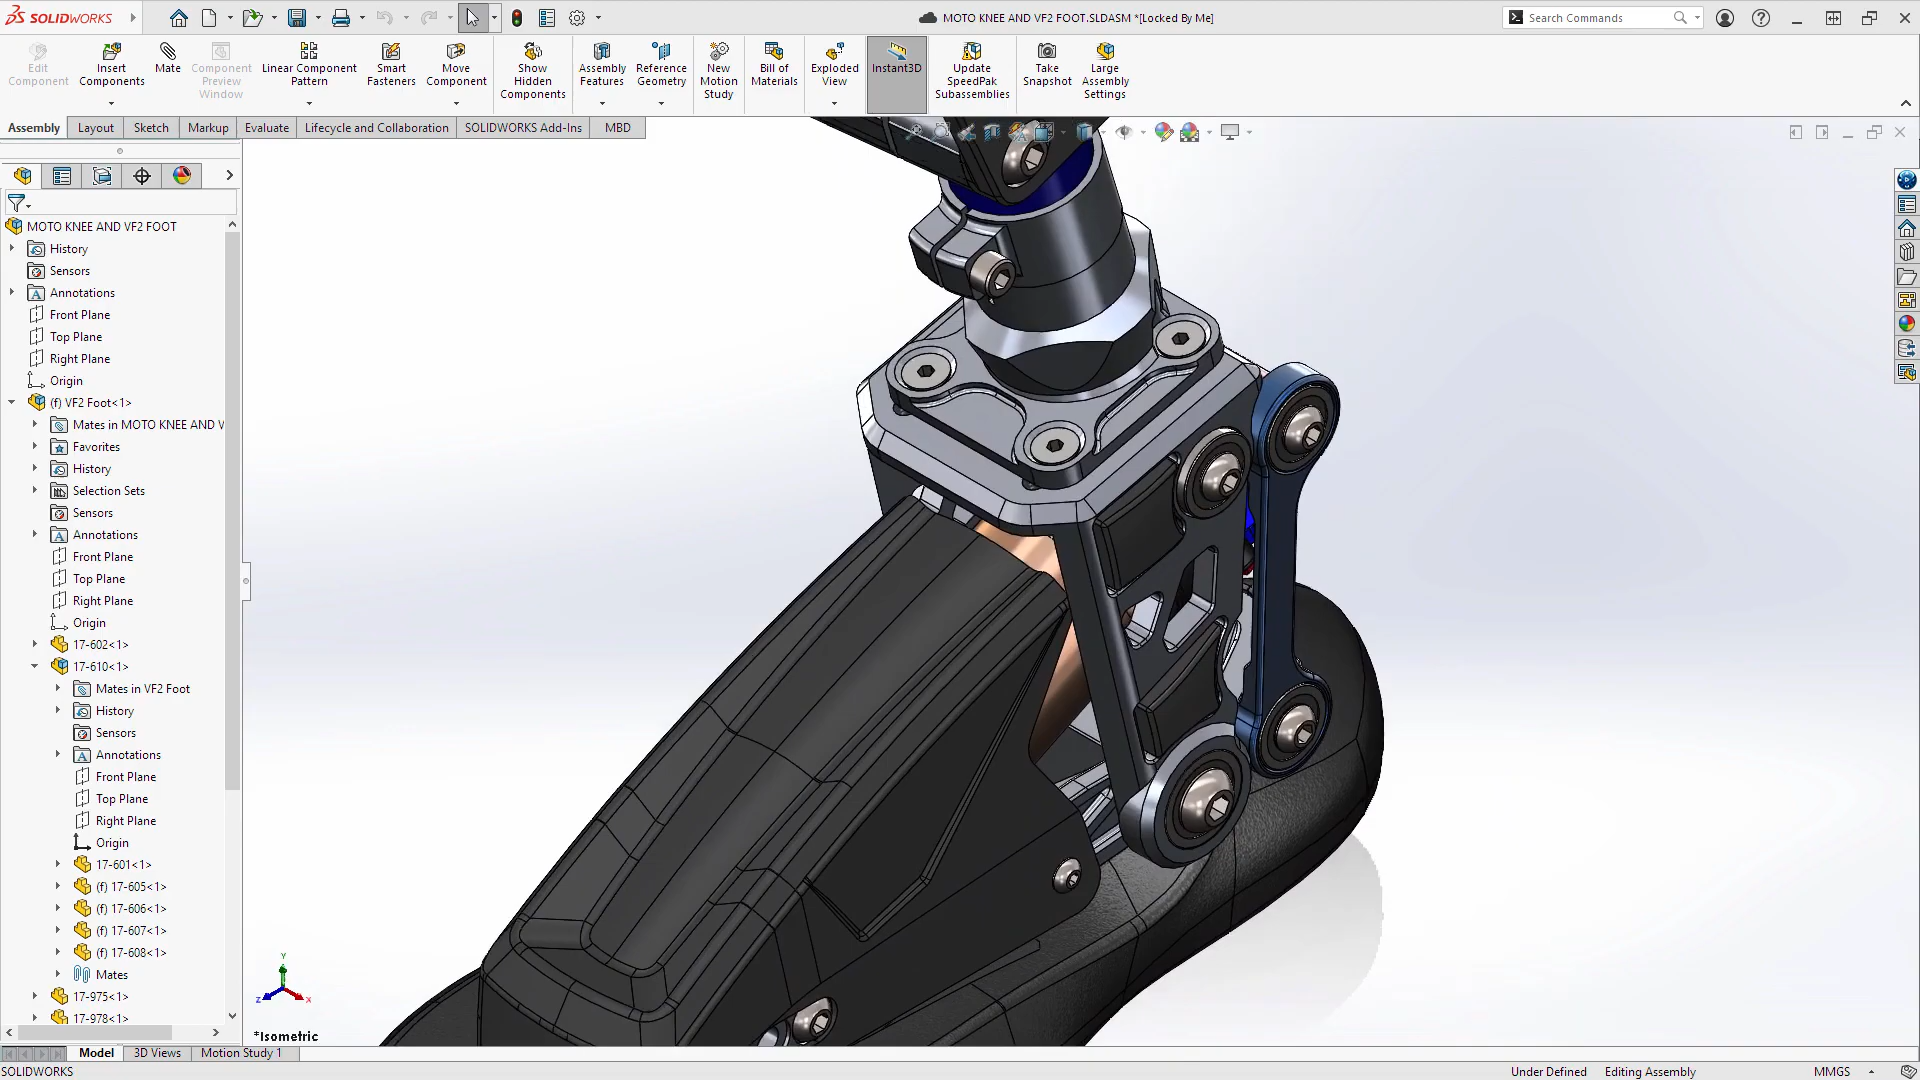 SOLIDWORKS
MOTO KNEE AND VF2 FOOT.SLDASM *[Locked By Me]
Search Commands
Edit Component
Insert Components
Mate
Component Preview Window
Linear Component Pattern
Smart Fasteners
Move Component
Show Hidden Components
Assembly Features
Reference Geometry
New Motion Study
Bill of Materials
Exploded View
Instant3D
Update SpeedPak Subassemblies
Take Snapshot
Large Assembly Settings
Assembly
Layout
Sketch
Markup
Evaluate
Lifecycle and Collaboration
SOLIDWORKS Add-Ins
MBD
MOTO KNEE AND VF2 FOOT
History
Sensors
Annotations
Front Plane
Top Plane
Right Plane
Origin
(f) VF2 Foot<1>
Mates in MOTO KNEE AND V
Favorites
History
Selection Sets
Sensors
Annotations
Front Plane
Top Plane
Right Plane
Origin
17-602<1>
17-610<1>
Mates in VF2 Foot
History
Sensors
Annotations
Front Plane
Top Plane
Right Plane
Origin
17-601<1>
(f) 17-605<1>
(f) 17-606<1>
(f) 17-607<1>
(f) 17-608<1>
Mates
17-975<1>
17-978<1>
Y
Z
X
*Isometric
Model
3D Views
Motion Study 1
SOLIDWORKS
Under Defined
Editing Assembly
MMGS